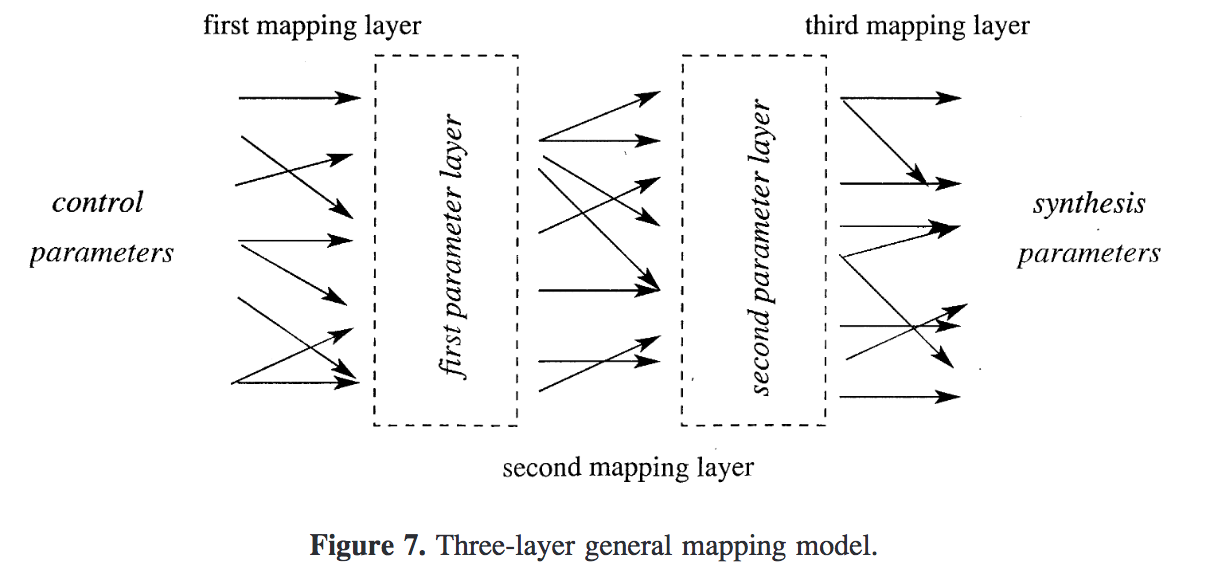 first mapping layer
third mapping layer
control
parameters
first parameter layer
second parameter layer
synthesis
parameters
second mapping layer
Figure 7. Three-layer general mapping model.